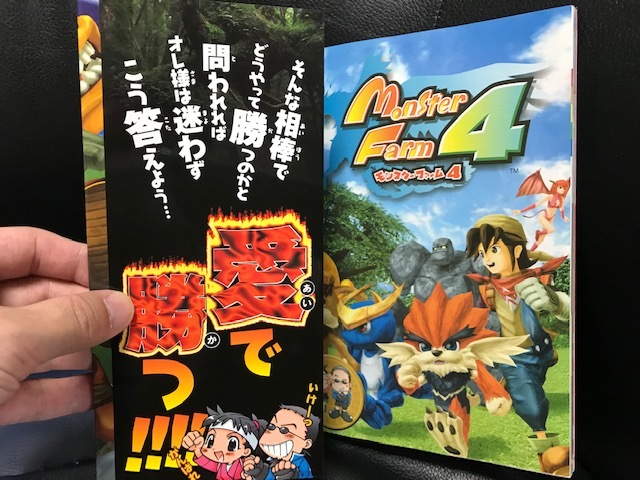 そんな相棒で
どうやって勝つのかと
問われれば
オレ様は迷わず
こう答えよう…
愛で
勝つ!!!!
いけーっ
Monster
Farm 4
モンスターファーム4
TM